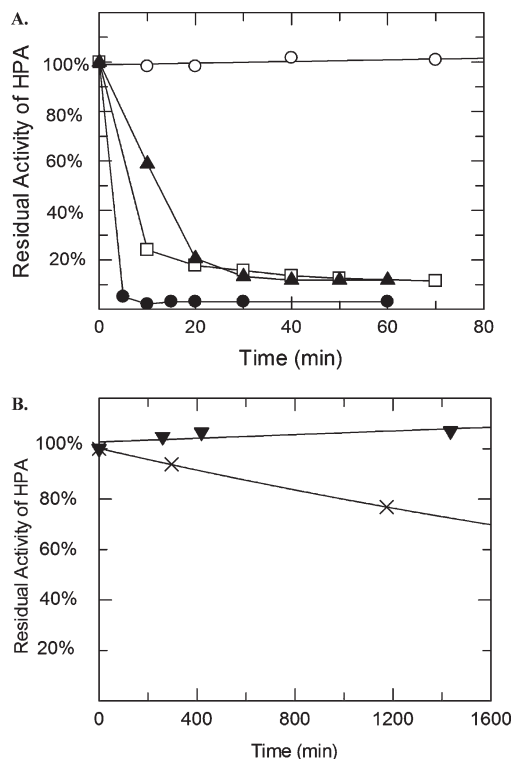 A.
Residual Activity of HPA
100%
80%
60%
40%
20%
0 20 40 60 80
Time (min)
B.
Residual Activity of HPA
100%
80%
60%
40%
20%
0 400 800 1200 1600
Time (min)